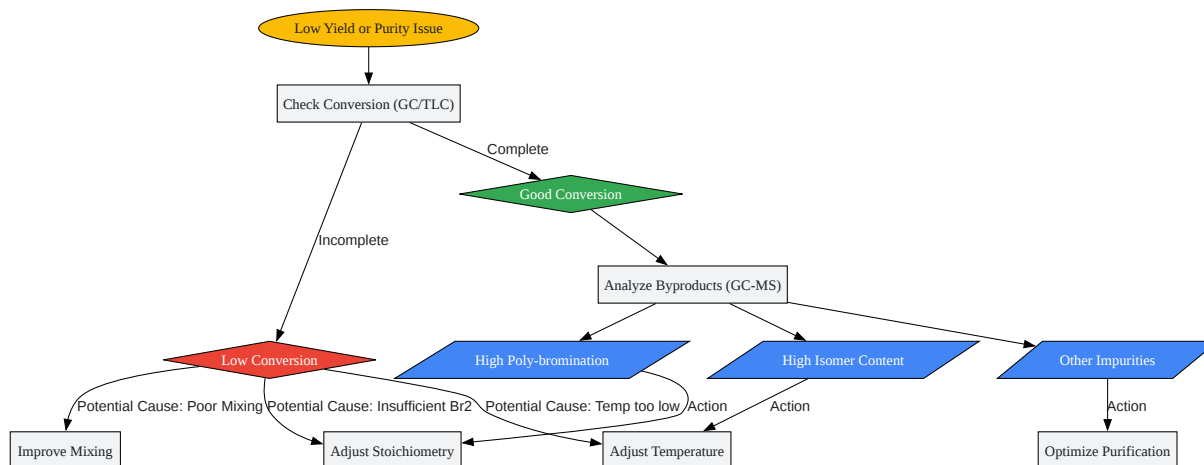 Low Yield or Purity Issue
Check Conversion (GC/TLC)
Complete
Good Conversion
Incomplete
Analyze Byproducts (GC-MS)
Low Conversion
High Poly-bromination
High Isomer Content
Other Impurities
Potential Cause: Poor Mixing
Potential Cause: Insufficient Br2
Potential Cause: Temp too low
Action
Action
Action
Improve Mixing
Adjust Stoichiometry
Adjust Temperature
Optimize Purification